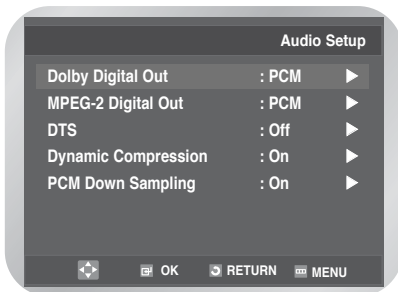 Audio Setup
Dolby Digital Out : PCM
MPEG-2 Digital Out : PCM
DTS : Off
Dynamic Compression : On
PCM Down Sampling : On
OK RETURN MENU